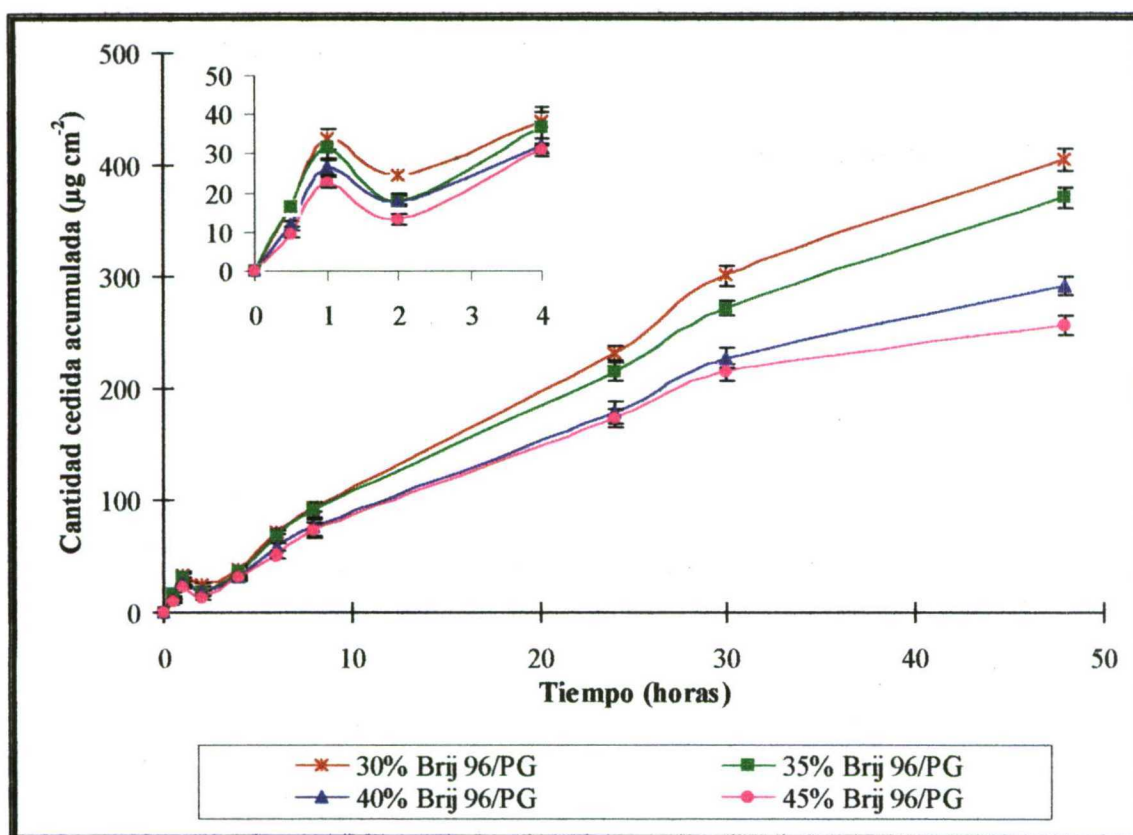 Cantidad cedida acumulada (µg cm⁻²)
500
400
300
200
100
0
50
40
30
20
10
0
0 1 2 3 4
0 10 20 30 40 50
Tiempo (horas)
30% Brij 96/PG 35% Brij 96/PG
40% Brij 96/PG 45% Brij 96/PG